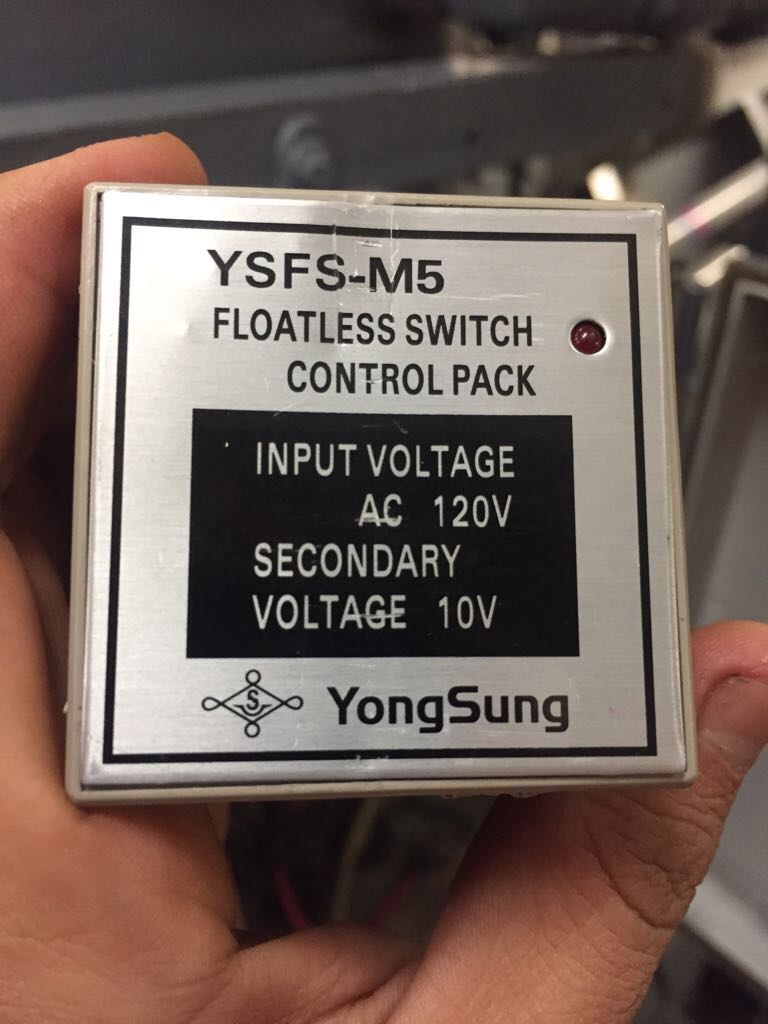 YSFS-M5
FLOATLESS SWITCH
CONTROL PACK
INPUT VOLTAGE
AC 120V
SECONDARY
VOLTAGE 10V
S YongSung